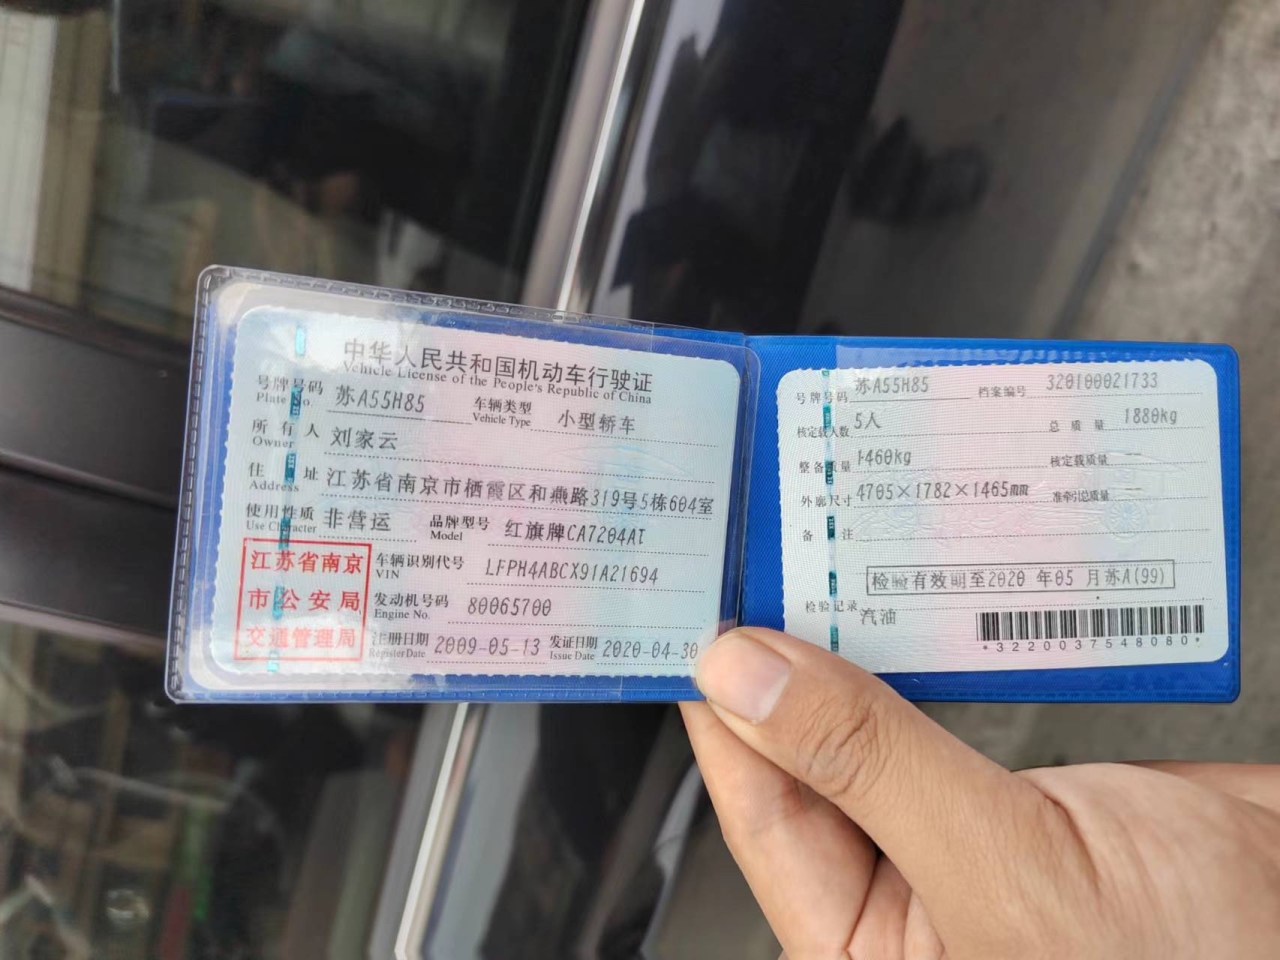 中华人民共和国机动车行驶证
Vehicle License of the People's Republic of China
号牌号码 苏A55H85 车辆类型 小型轿车
Plate No. Vehicle Type
所有人 刘家云
Owner
住址 江苏省南京市栖霞区和燕路319号5栋604室
Address
使用性质 非营运 品牌型号 红旗牌CA7204AT
Use Character Model
江苏省南京
市公安局
交通管理局
车辆识别代号 LFPH4ABCX91A21694
VIN
发动机号码 80065700
Engine No.
注册日期 2009-05-13 发证日期 2020-04-30
Register Date Issue Date
号牌号码 苏A55H85 档案编号 320100021733
核定载人数 5人 总质量 1880kg
整备质量 1460kg 核定载质量
外廓尺寸 4705×1782×1465mm 准牵引总质量
备注
检验有效期至2020 年05 月苏A(99)
检验记录 汽油
*3220037548080*